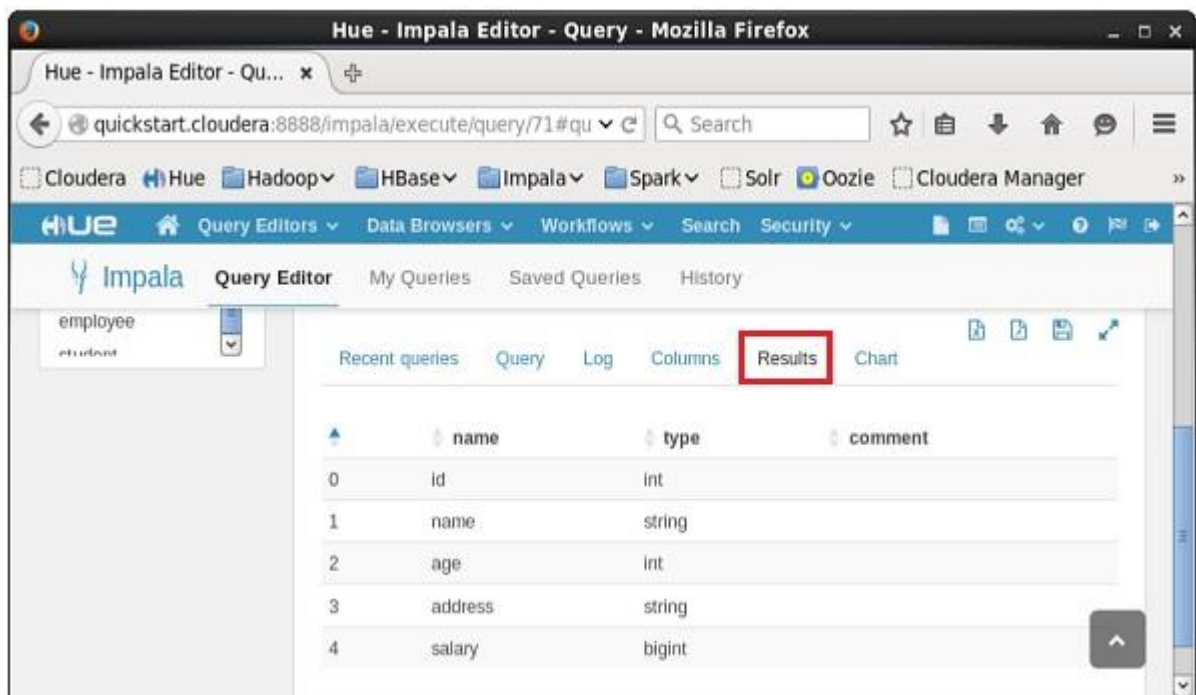 Hue - Impala Editor - Query - Mozilla Firefox
Hue - Impala Editor - Qu...
quickstart.cloudera:8888/impala/execute/query/71#qu
Search
Cloudera Hue Hadoop HBase Impala Spark Solr Oozie Cloudera Manager »
HUE Query Editors Data Browsers Workflows Search Security
Impala Query Editor My Queries Saved Queries History
employee
student
Recent queries Query Log Columns Results Chart
name type comment
0 id int
1 name string
2 age int
3 address string
4 salary bigint